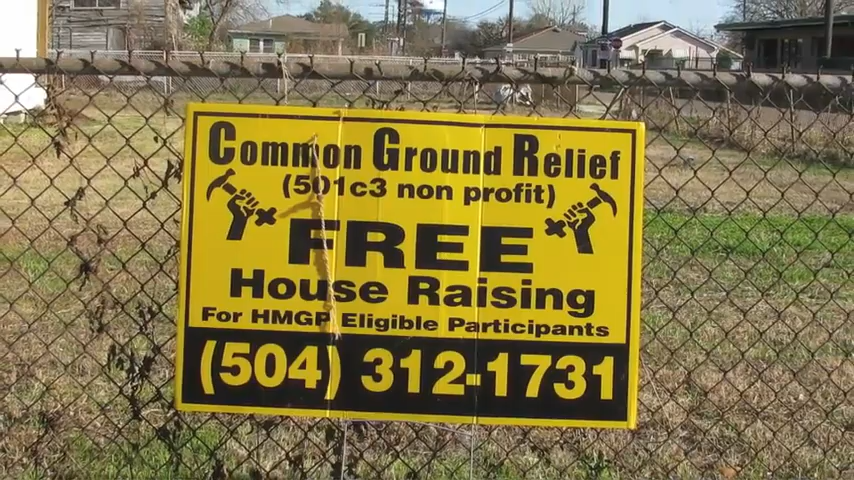 Common Ground Relief
(501c3 non profit)
FREE
House Raising
For HMGP Eligible Participants
(504) 312-1731